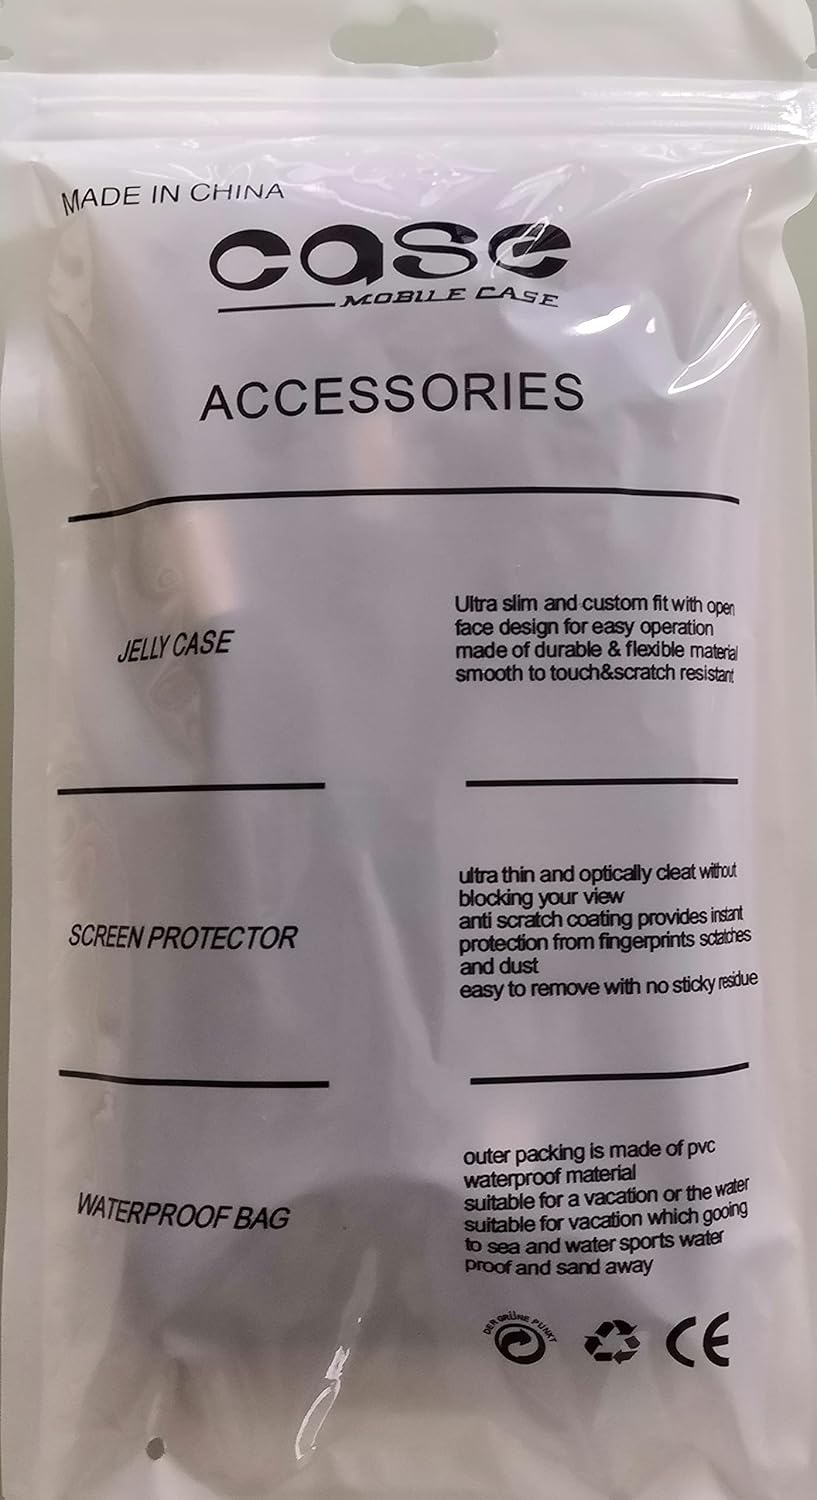 MADE IN CHINA
case
MOBILE CASE
ACCESSORIES
JELLY CASE
Ultra slim and custom fit with open
face design for easy operation
made of durable & flexible material
smooth to touch&scratch resistant
SCREEN PROTECTOR
ultra thin and optically cleat without
blocking your view
anti scratch coating provides instant
protection from fingerprints sctatches
and dust
easy to remove with no sticky residue
WATERPROOF BAG
outer packing is made of pvc
waterproof material
suitable for a vacation or the water
suitable for vacation which gooing
to sea and water sports water
proof and sand away
DER GRÜNE PUNKT
CE